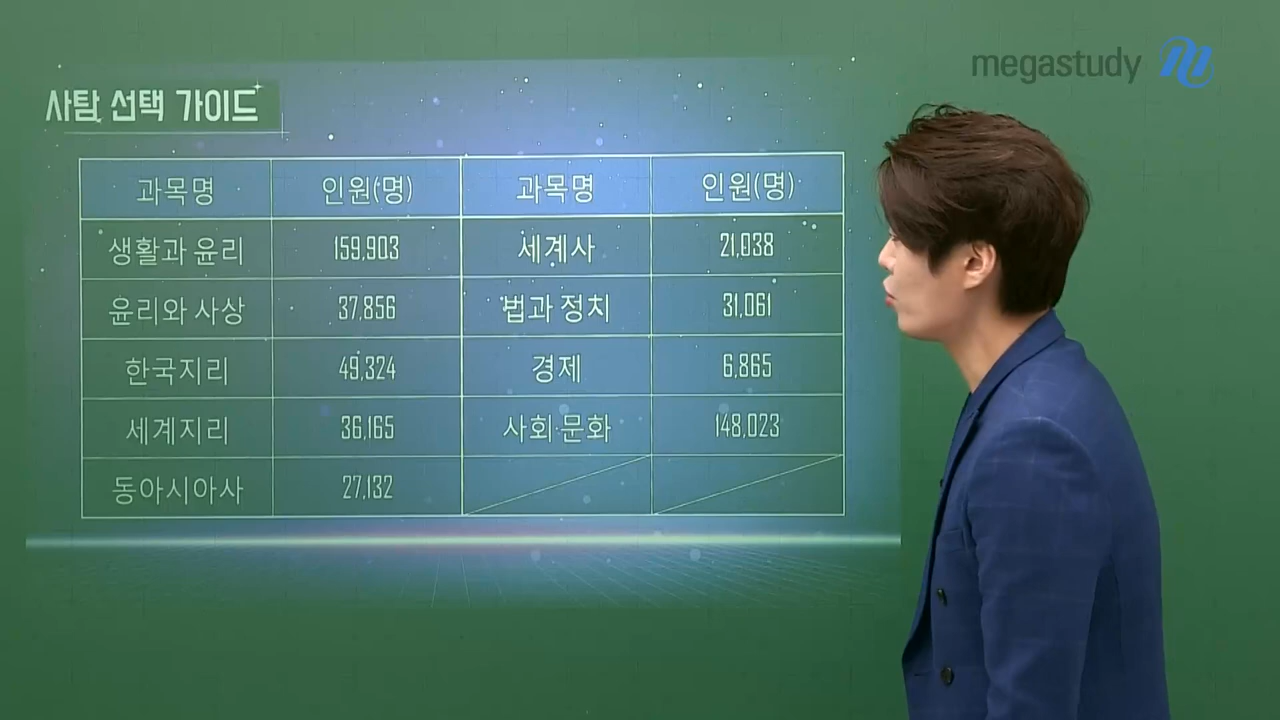 megastudy
사탐 선택 가이드
과목명 인원(명) 과목명 인원(명)
생활과 윤리 159,903 세계사 21,038
윤리와 사상 37,856 법과 정치 31,061
한국지리 49,324 경제 6,865
세계지리 36,165 사회·문화 148,023
동아시아사 27,132